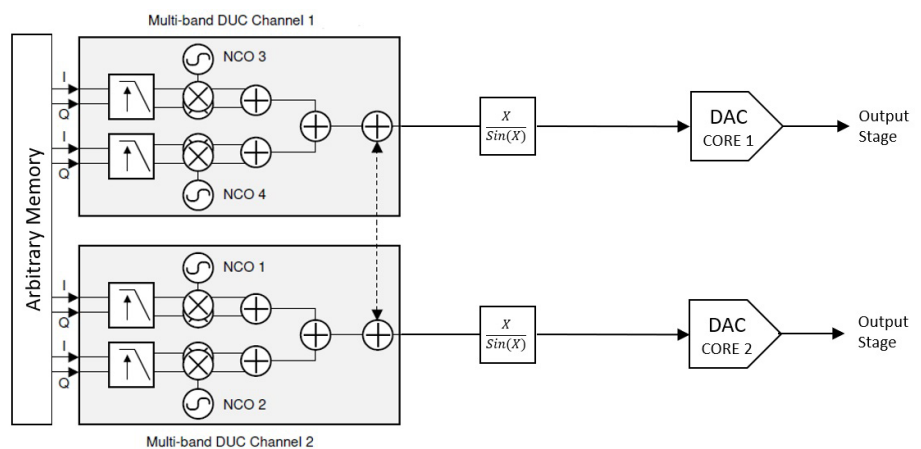 Multi-band DUC Channel 1
Arbitrary Memory
I
Q
I
Q
NCO 3
NCO 4
X
Sin(X)
DAC
CORE 1
Output
Stage
I
Q
I
Q
NCO 1
NCO 2
X
Sin(X)
DAC
CORE 2
Output
Stage
Multi-band DUC Channel 2